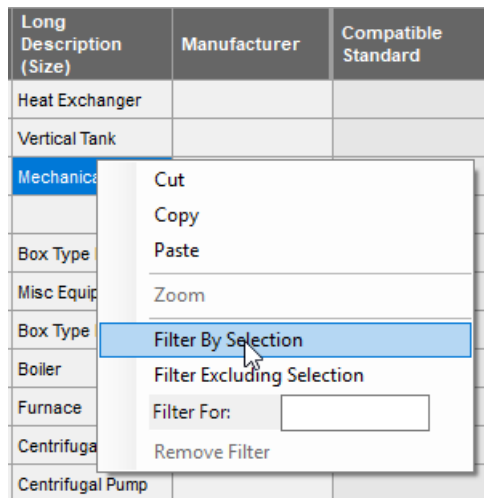 Long
Description
(Size)
Manufacturer
Compatible
Standard
Heat Exchanger
Vertical Tank
Mechanica
Box Type
Misc Equip
Box Type
Boiler
Furnace
Centrifuga
Centrifugal Pump
Cut
Copy
Paste
Zoom
Filter By Selection
Filter Excluding Selection
Filter For:
Remove Filter